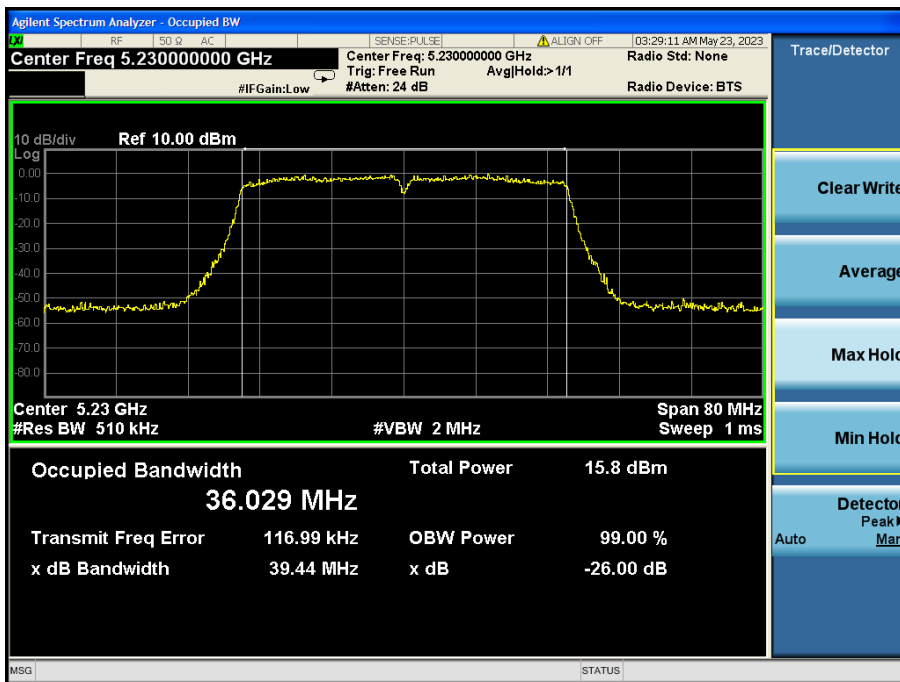 Agilent Spectrum Analyzer - Occupied BW
LXI RF 50 Ω AC SENSE:PULSE ALIGN OFF 03:29:11 AM May 23, 2023
Center Freq 5.230000000 GHz
Center Freq: 5.230000000 GHz
Radio Std: None
Trig: Free Run Avg|Hold:>1/1
#IFGain:Low
#Atten: 24 dB
Radio Device: BTS
10 dB/div Ref 10.00 dBm
Log
0.00
-10.0
-20.0
-30.0
-40.0
-50.0
-60.0
-70.0
-80.0
Center 5.23 GHz Span 80 MHz
#Res BW 510 kHz #VBW 2 MHz Sweep 1 ms
Occupied Bandwidth Total Power 15.8 dBm
36.029 MHz
Transmit Freq Error 116.99 kHz OBW Power 99.00 %
x dB Bandwidth 39.44 MHz x dB -26.00 dB
Trace/Detector
Clear Write
Average
Max Hold
Min Hold
Detector
Peak
Auto Man
MSG STATUS